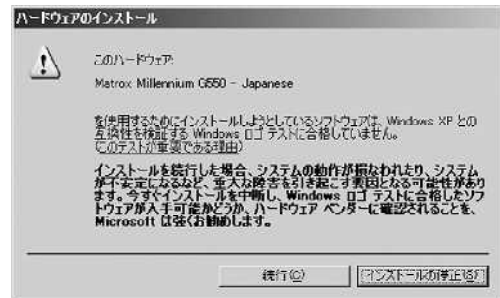 ハードウェアのインストール
このハードウェア:
Matrox Millennium G550 - Japanese
を使用するためにインストールしようとしているソフトウェアは、Windows XP との
互換性を検証する Windows ロゴ テストに合格していません。
(このテストが重要である理由)
インストールを続行した場合、システムの動作が損なわれたり、システム
が不安定になるなど、重大な障害を引き起こす要因となる可能性があり
ます。今すぐインストールを中断し、Windows ロゴ テストに合格したソフ
トウェアが入手可能かどうか、ハードウェア ベンダーに確認されることを、
Microsoft は強くお勧めします。
続行(C)
インストールの停止(S)